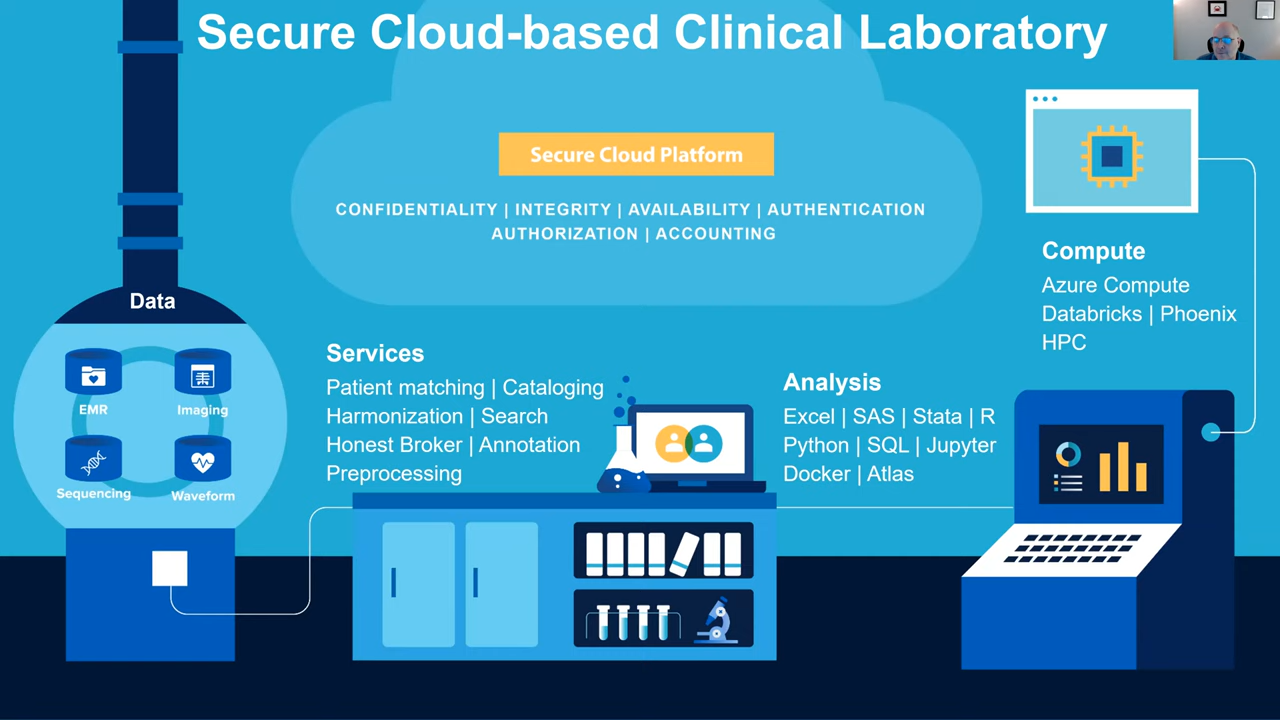 Secure Cloud-based Clinical Laboratory
Secure Cloud Platform
CONFIDENTIALITY | INTEGRITY | AVAILABILITY | AUTHENTICATION
AUTHORIZATION | ACCOUNTING
Data
EMR
Imaging
Sequencing
Waveform
Services
Patient matching | Cataloging
Harmonization | Search
Honest Broker | Annotation
Preprocessing
Analysis
Excel | SAS | Stata | R
Python | SQL | Jupyter
Docker | Atlas
Compute
Azure Compute
Databricks | Phoenix
HPC